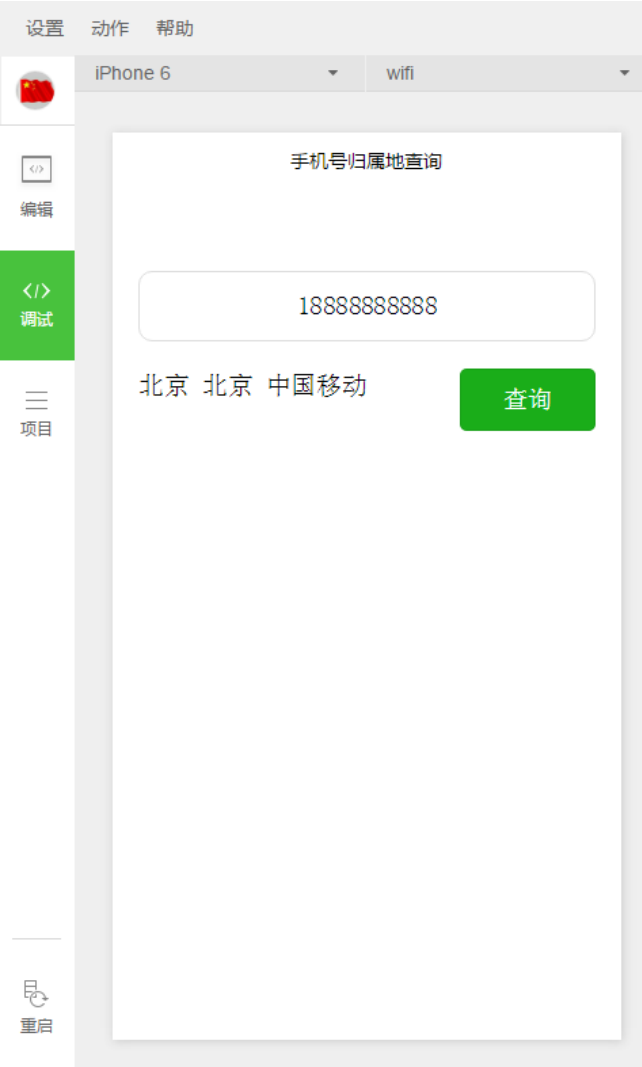 设置 动作 帮助
iPhone 6 wifi
手机号归属地查询
编辑
18888888888
调试
北京 北京 中国移动 查询
项目
重启